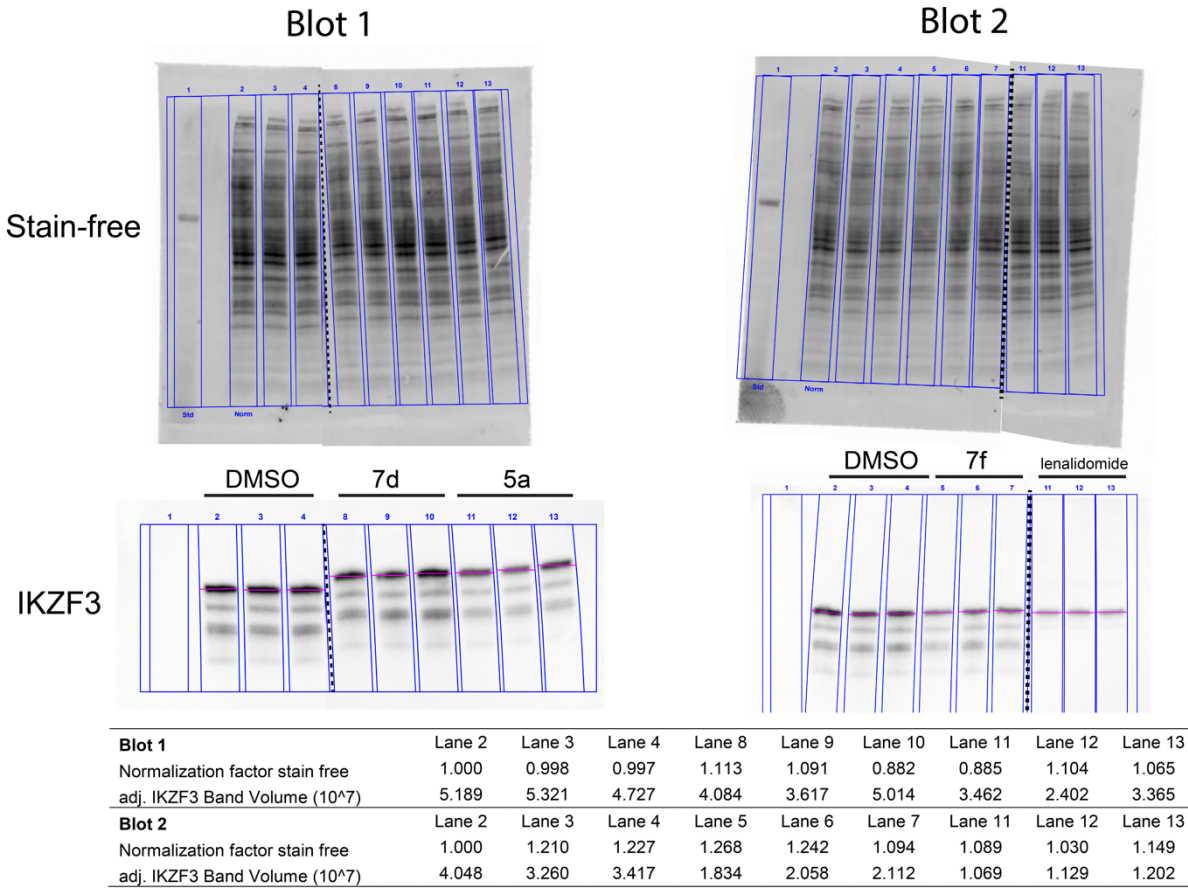 Blot 1
Blot 2
Stain-free
1 2 3 4 8 9 10 11 12 13
Std Norm
1 2 3 4 5 6 7 11 12 13
Std Norm
IKZF3
DMSO 7d 5a
1 2 3 4 8 9 10 11 12 13
DMSO 7f lenalidomide
1 2 3 4 5 6 7 11 12 13
Blot 1 Lane 2 Lane 3 Lane 4 Lane 8 Lane 9 Lane 10 Lane 11 Lane 12 Lane 13
Normalization factor stain free 1.000 0.998 0.997 1.113 1.091 0.882 0.885 1.104 1.065
adj. IKZF3 Band Volume (10^7) 5.189 5.321 4.727 4.084 3.617 5.014 3.462 2.402 3.365
Blot 2 Lane 2 Lane 3 Lane 4 Lane 5 Lane 6 Lane 7 Lane 11 Lane 12 Lane 13
Normalization factor stain free 1.000 1.210 1.227 1.268 1.242 1.094 1.089 1.030 1.149
adj. IKZF3 Band Volume (10^7) 4.048 3.260 3.417 1.834 2.058 2.112 1.069 1.129 1.202